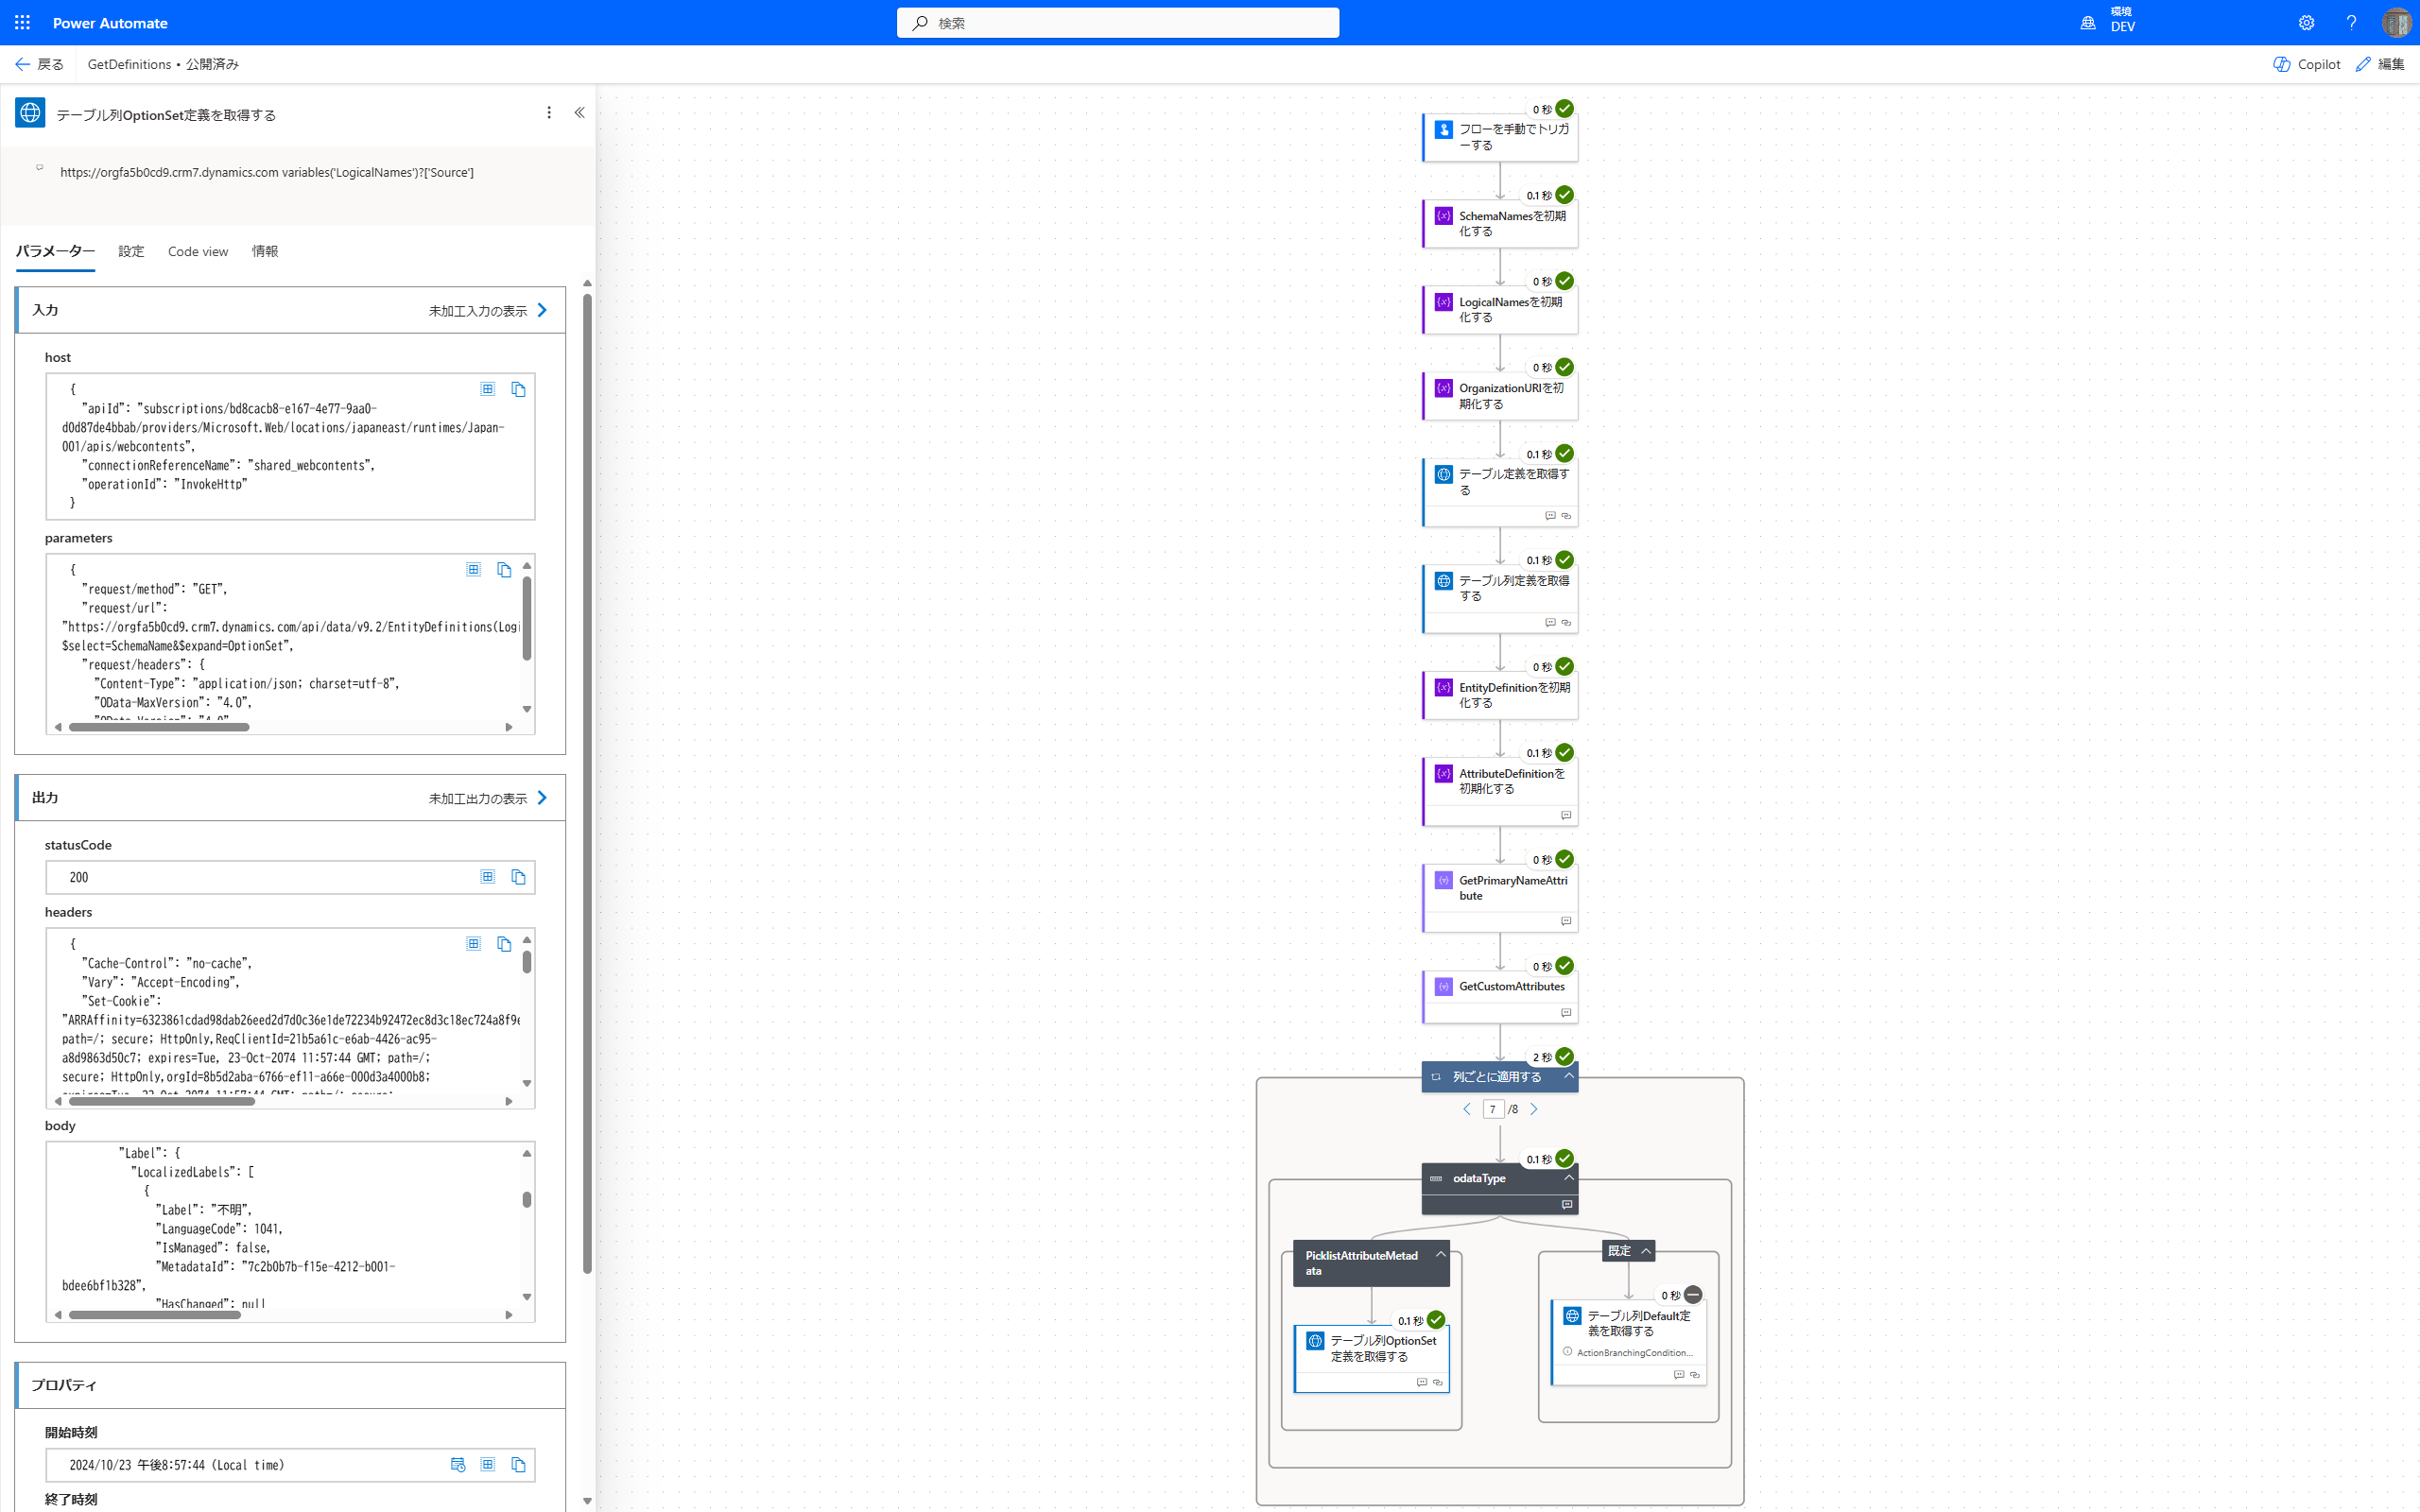 Power Automate
検索
環境
DEV
戻る
GetDefinitions • 公開済み
Copilot
編集
テーブル列OptionSet定義を取得する
https://orgfa5b0cd9.crm7.dynamics.com variables('LogicalNames')?['Source']
パラメーター
設定
Code view
情報
入力
未加工入力の表示
host
{
"apiId": "subscriptions/bd8cacb8-e167-4e77-9aa0-
d0d87de4bbab/providers/Microsoft.Web/locations/japaneast/runtimes/Japan-
001/apis/webcontents",
"connectionReferenceName": "shared_webcontents",
"operationId": "InvokeHttp"
}
parameters
{
"request/method": "GET",
"request/url":
"https://orgfa5b0cd9.crm7.dynamics.com/api/data/v9.2/EntityDefinitions(Logi
$select=SchemaName&$expand=OptionSet",
"request/headers": {
"Content-Type": "application/json; charset=utf-8",
"OData-MaxVersion": "4.0",
"OData-Version": "4.0"
出力
未加工出力の表示
statusCode
200
headers
{
"Cache-Control": "no-cache",
"Vary": "Accept-Encoding",
"Set-Cookie":
"ARRAffinity=6323861cdad98dab26eed2d7d0c36e1de72234b92472ec8d3c18ec724a8f9e
path=/; secure; HttpOnly,ReqClientId=21b5a61c-e6ab-4426-ac95-
a8d9863d50c7; expires=Tue, 23-Oct-2074 11:57:44 GMT; path=/;
secure; HttpOnly,orgId=8b5d2aba-6766-ef11-a66e-000d3a4000b8;
expires=Tue, 23-Oct-2074 11:57:44 GMT; path=/; secure;
body
"Label": {
"LocalizedLabels": [
{
"Label": "不明",
"LanguageCode": 1041,
"IsManaged": false,
"MetadataId": "7c2b0b7b-f15e-4212-b001-
bdee6bf1b328",
"HasChanged": null
プロパティ
開始時刻
2024/10/23 午後8:57:44 (Local time)
終了時刻
0 秒
フローを手動でトリガ
ーする
0.1 秒
SchemaNamesを初期
化する
0 秒
LogicalNamesを初期
化する
0 秒
OrganizationURIを初
期化する
0.1 秒
テーブル定義を取得す
る
0.1 秒
テーブル列定義を取得
する
0 秒
EntityDefinitionを初期
化する
0.1 秒
AttributeDefinitionを
初期化する
0 秒
GetPrimaryNameAttri
bute
0 秒
GetCustomAttributes
2 秒
列ごとに適用する
7 /8
0.1 秒
odataType
PicklistAttributeMetad
ata
0.1 秒
テーブル列OptionSet
定義を取得する
既定
0 秒
テーブル列Default定
義を取得する
ActionBranchingCondition...